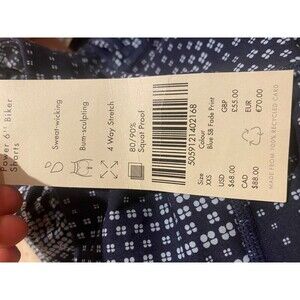 Power 6'' Biker
Shorts
Sweat-wicking
Bum-sculpting
4 Way Stretch
80/90%
Squat Proof
5059121402168
Colour
Blue SB Fade Print
Size
XXS
GBP
£55.00
EUR
€70.00
USD
$68.00
CAD
$88.00
MADE FROM 100% RECYCLED CARD